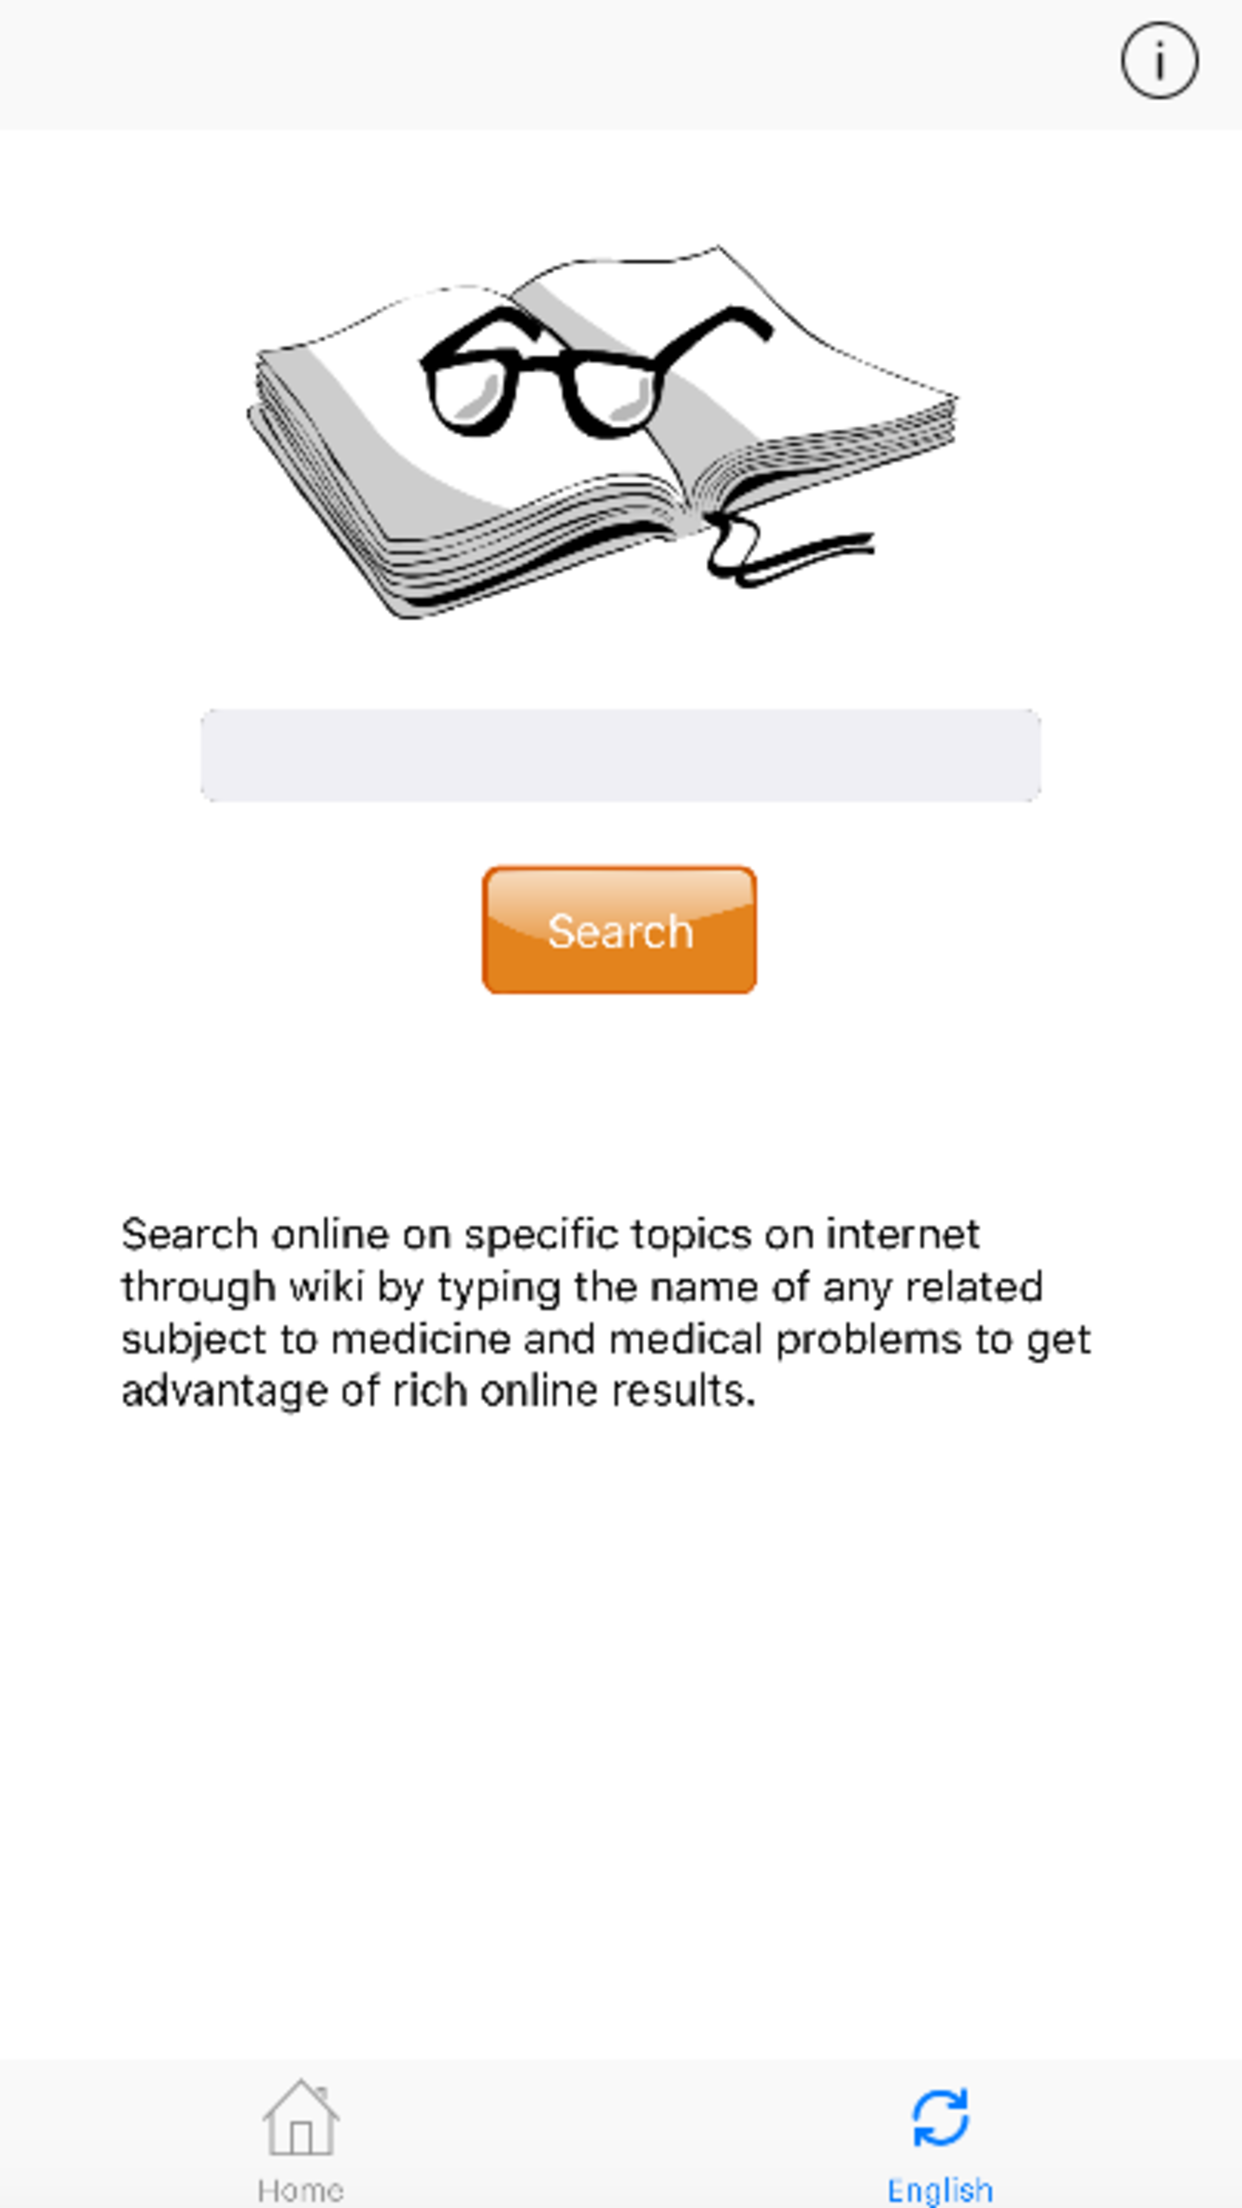 Search
Search online on specific topics on internet
through wiki by typing the name of any related
subject to medicine and medical problems to get
advantage of rich online results.
Home
English